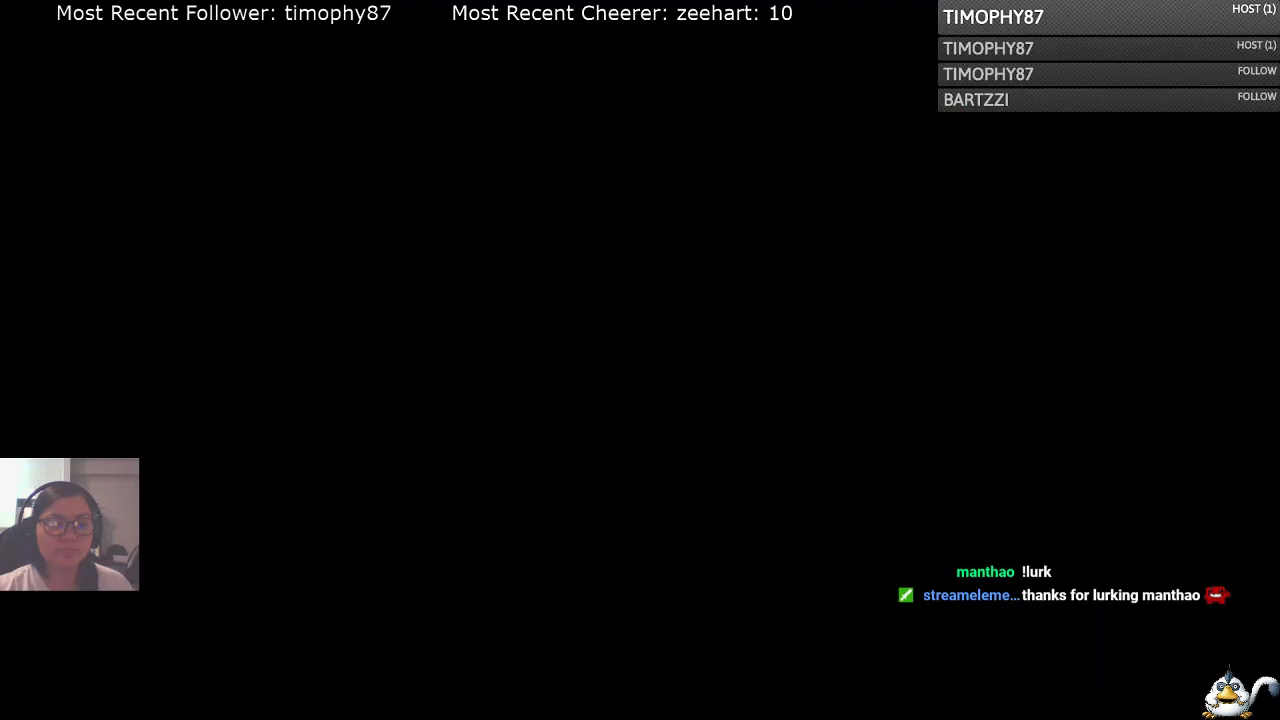 Most Recent Follower: timophy87
Most Recent Cheerer: zeehart: 10
TIMOPHY87 HOST (1)
TIMOPHY87 HOST (1)
TIMOPHY87 FOLLOW
BARTZZI FOLLOW
manthao !lurk
streameleme… thanks for lurking manthao